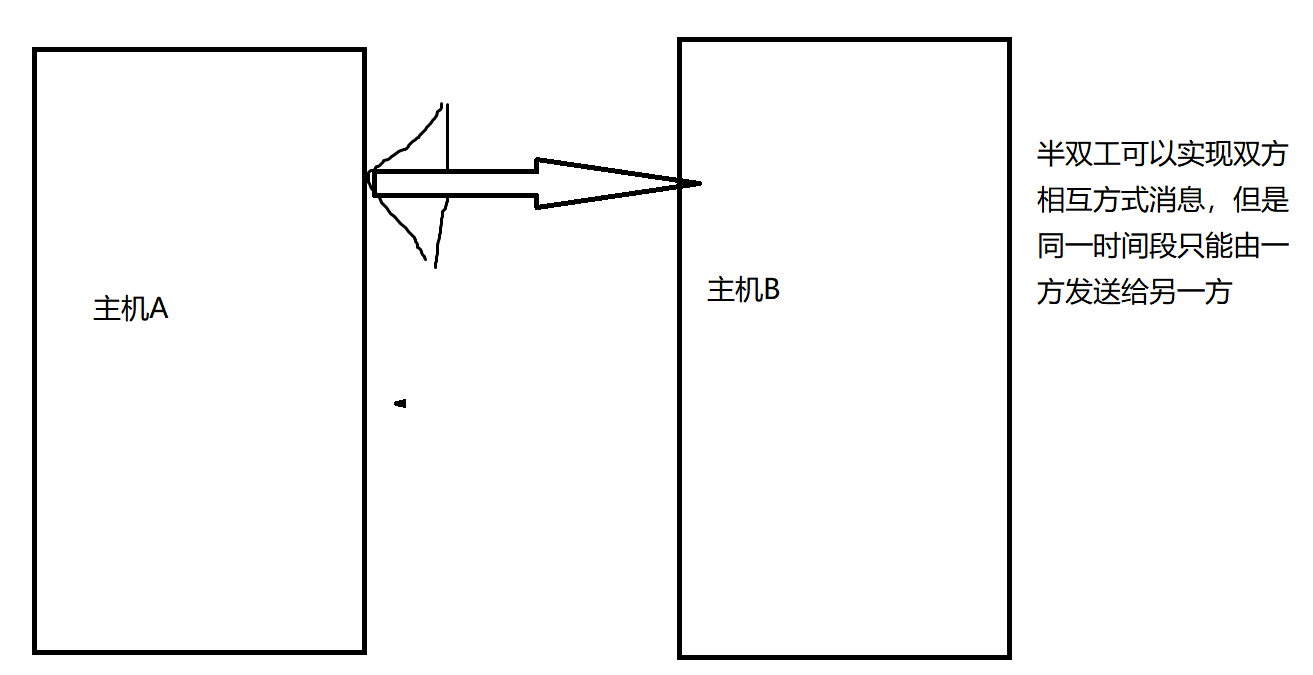 主机A
主机B
半双工可以实现双方
相互方式消息，但是
同一时间段只能由一
方发送给另一方